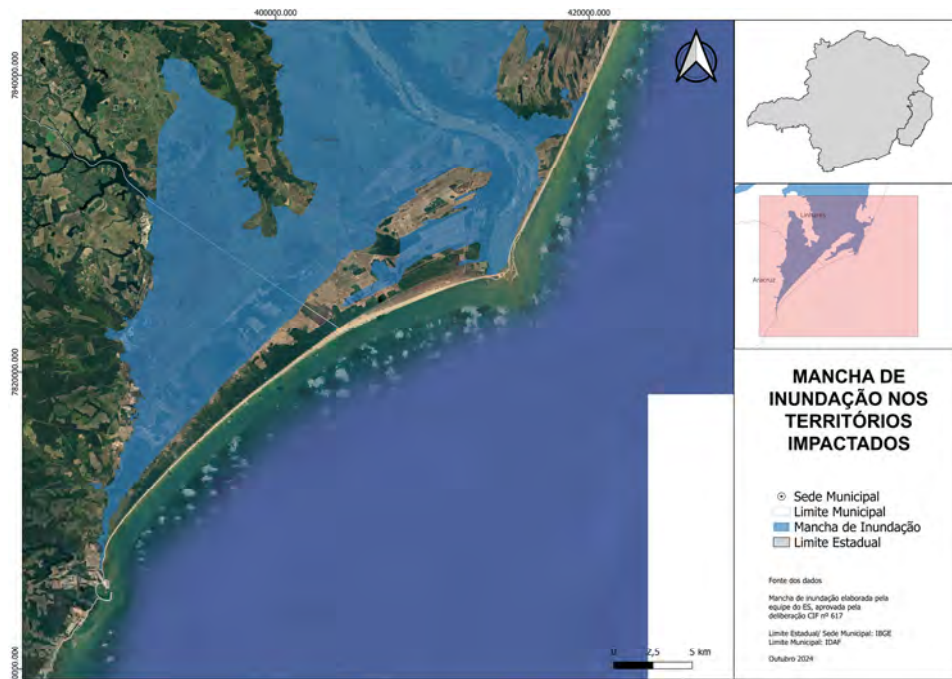 400000.000
420000.000
7840000.000
7820000.000
Linhares
Aracruz
MANCHA DE
INUNDAÇÃO NOS
TERRITÓRIOS
IMPACTADOS
Sede Municipal
Limite Municipal
Mancha de Inundação
Limite Estadual
Fonte dos dados
Mancha de inundação elaborada pela
equipe do ES, aprovada pela
deliberação CIF nº 617
Limite Estadual/ Sede Municipal: IBGE
Limite Municipal: IDAF
Outubro 2024
0 2,5 5 km